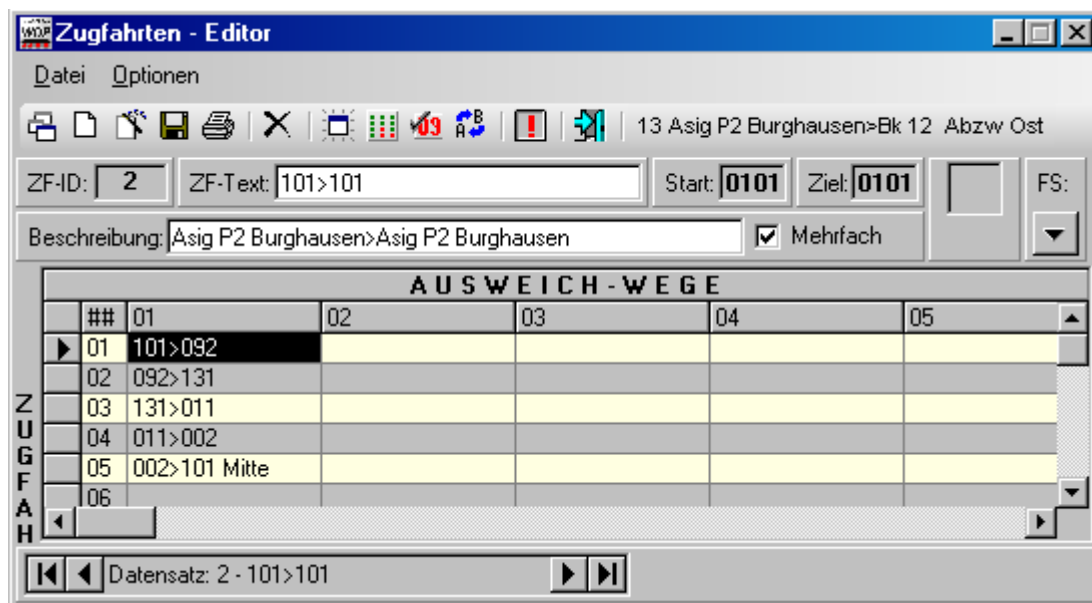 Zugfahrten - Editor
Datei Optionen
13 Asig P2 Burghausen>Bk 12 Abzw Ost
ZF-ID: 2 ZF-Text: 101>101 Start: 0101 Ziel: 0101 FS:
Beschreibung: Asig P2 Burghausen>Asig P2 Burghausen Mehrfach
AUSWEICH-WEGE
## 01 02 03 04 05
01 101>092
02 092>131
03 131>011
04 011>002
05 002>101 Mitte
06
ZUGFAH
Datensatz: 2 - 101>101